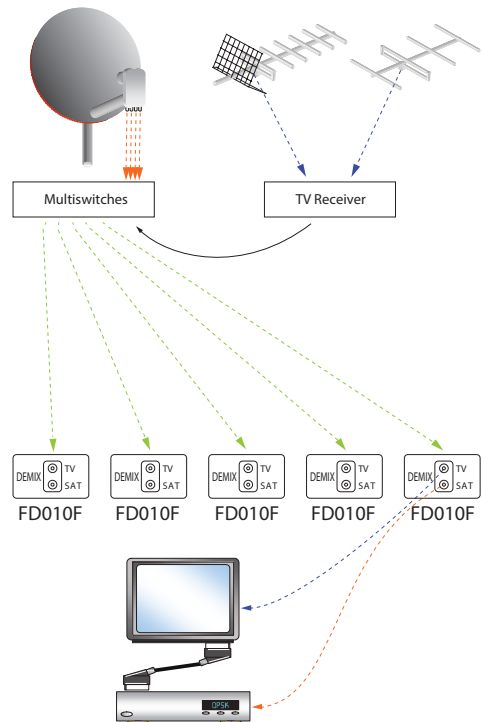 Multiswitches
TV Receiver
DEMIX TV SAT
DEMIX TV SAT
DEMIX TV SAT
DEMIX TV SAT
DEMIX TV SAT
FD010F
FD010F
FD010F
FD010F
FD010F
QPSK